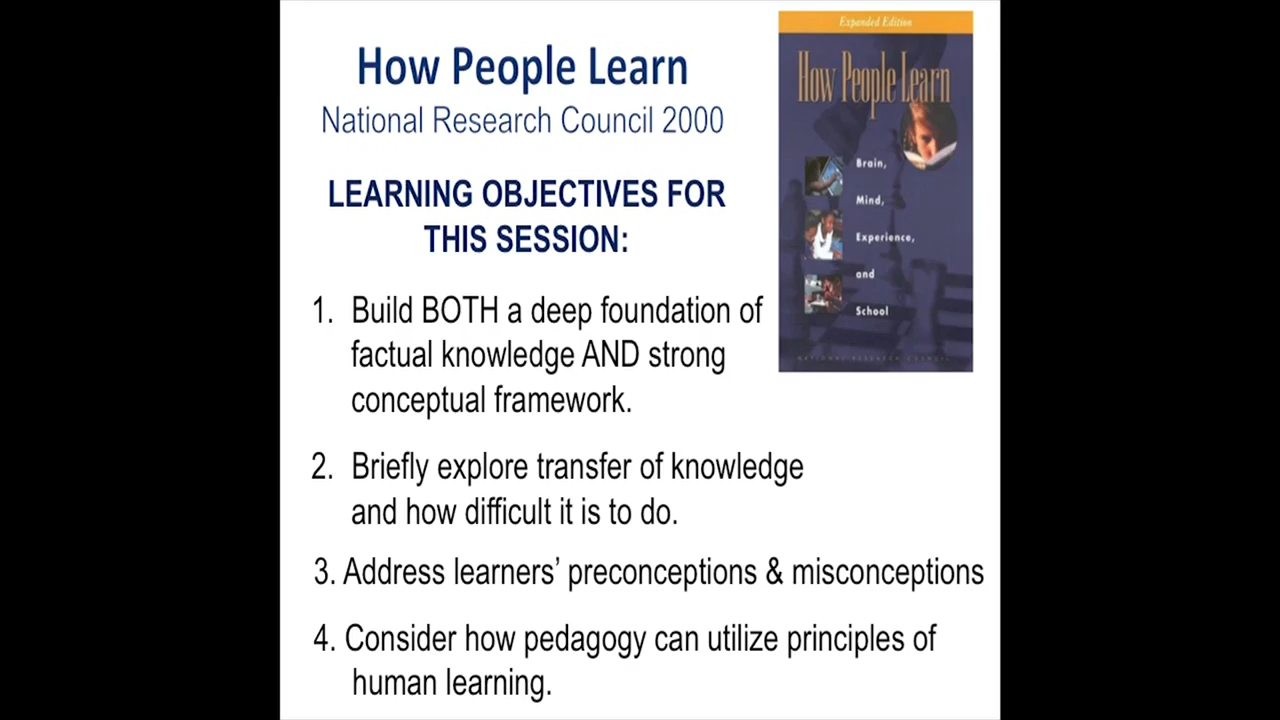 How People Learn
National Research Council 2000
LEARNING OBJECTIVES FOR
THIS SESSION:
1. Build BOTH a deep foundation of
factual knowledge AND strong
conceptual framework.
2. Briefly explore transfer of knowledge
and how difficult it is to do.
3. Address learners’ preconceptions & misconceptions
4. Consider how pedagogy can utilize principles of
human learning.
Expanded Edition
How People Learn
Brain,
Mind,
Experience,
and
School
NATIONAL RESEARCH COUNCIL